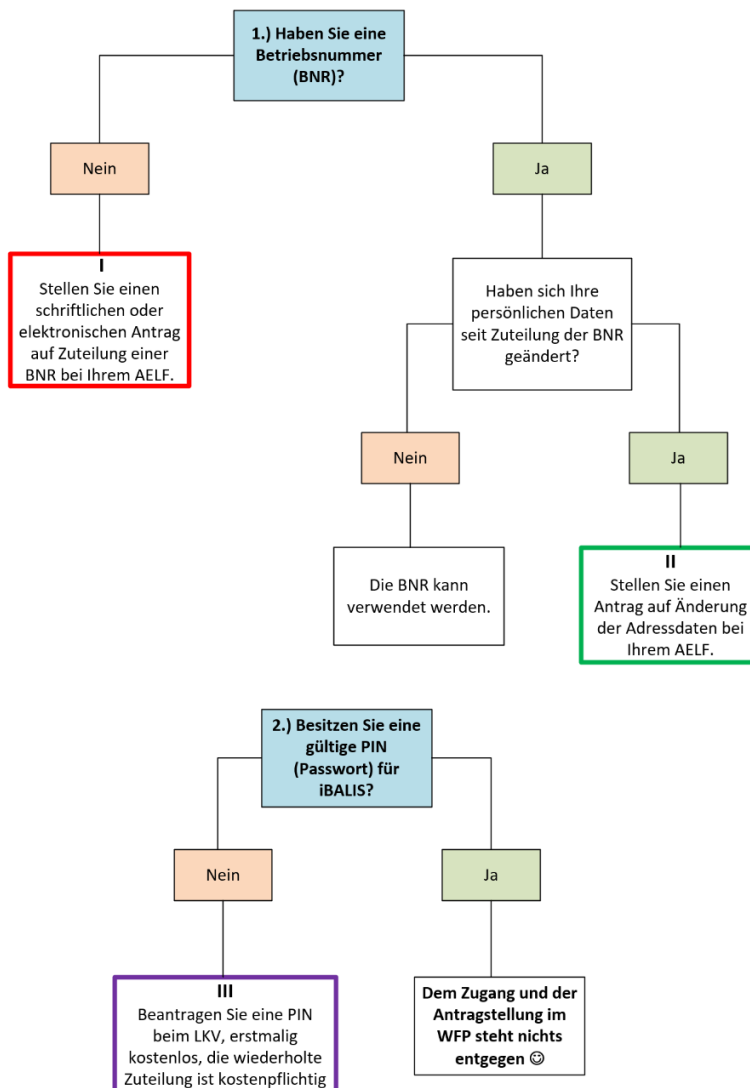 1.) Haben Sie eine
Betriebsnummer
(BNR)?
Nein
Ja
I
Stellen Sie einen
schriftlichen oder
elektronischen Antrag
auf Zuteilung einer
BNR bei Ihrem AELF.
Haben sich Ihre
persönlichen Daten
seit Zuteilung der BNR
geändert?
Nein
Ja
Die BNR kann
verwendet werden.
II
Stellen Sie einen
Antrag auf Änderung
der Adressdaten bei
Ihrem AELF.
2.) Besitzen Sie eine
gültige PIN
(Passwort) für
iBALIS?
Nein
Ja
III
Beantragen Sie eine PIN
beim LKV, erstmalig
kostenlos, die wiederholte
Zuteilung ist kostenpflichtig
Dem Zugang und der
Antragstellung im
WFP steht nichts
entgegen ☺